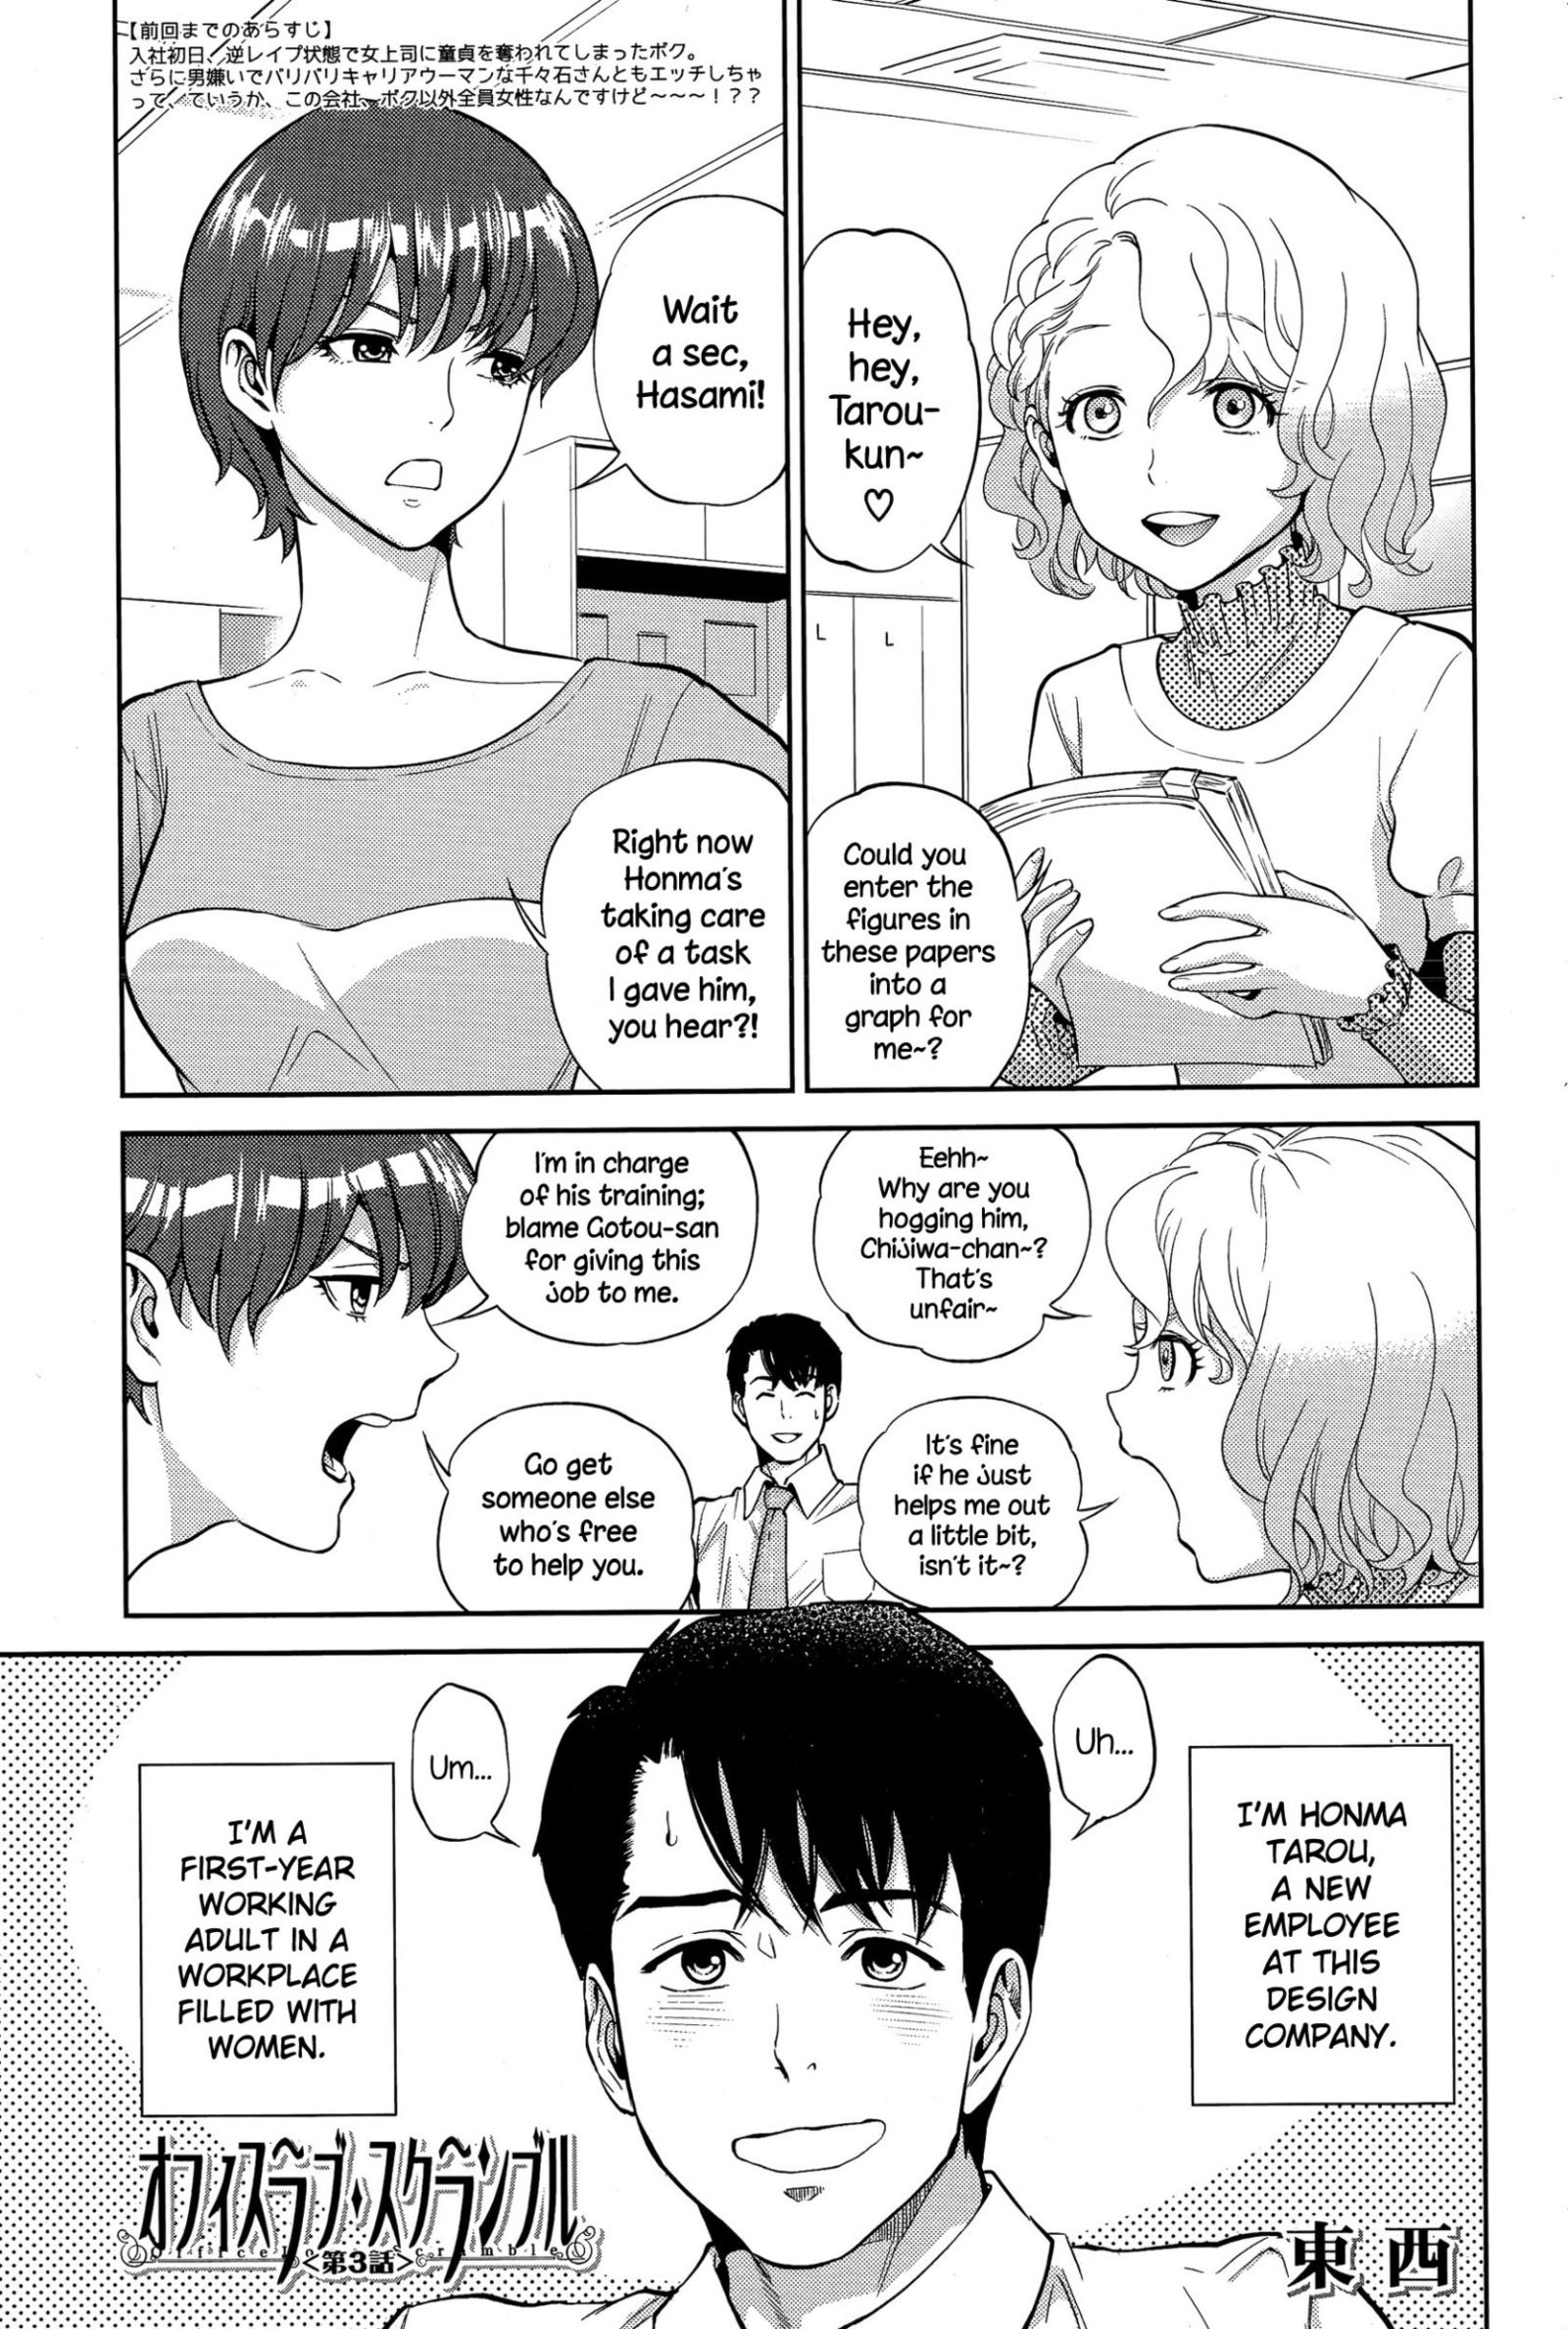 【前回までのあらすじ】
入社初日、逆レイプ状態で女上司に童貞を奪われてしまったボク。
さらに男嫌いでバリバリキャリアウーマンな千々石さんともエッチしちゃ
って、ていうか、この会社、ボク以外全員女性なんですけど～～～！？？
Hey,
hey,
Tarou-
kun~
♡
Could you
enter the
figures in
these papers
into a
graph for
me~?
Wait
a sec,
Hasami!
Right now
Honma's
taking care
of a task
I gave him,
you hear?!
Eehh~
Why are you
hogging him,
Chijiwa-chan~?
That's
unfair~
I'm in charge
of his training;
blame Gotou-san
for giving this
job to me.
It's fine
if he just
helps me out
a little bit,
isn't it~?
Go get
someone else
who's free
to help you.
Uh...
I'M HONMA
TAROU,
A NEW
EMPLOYEE
AT THIS
DESIGN
COMPANY.
Um...
I'M A
FIRST-YEAR
WORKING
ADULT IN A
WORKPLACE
FILLED WITH
WOMEN.
オフィスラブ・スクランブル
<第3話>
東西